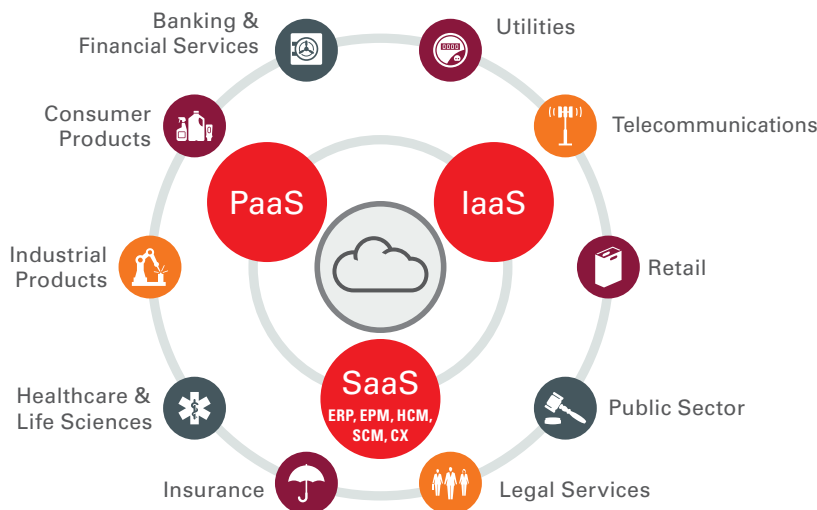 Banking &
Financial Services
Utilities
Consumer
Products
Telecommunications
PaaS
IaaS
Industrial
Products
Retail
SaaS
ERP, EPM, HCM,
SCM, CX
Healthcare &
Life Sciences
Public Sector
Insurance
Legal Services